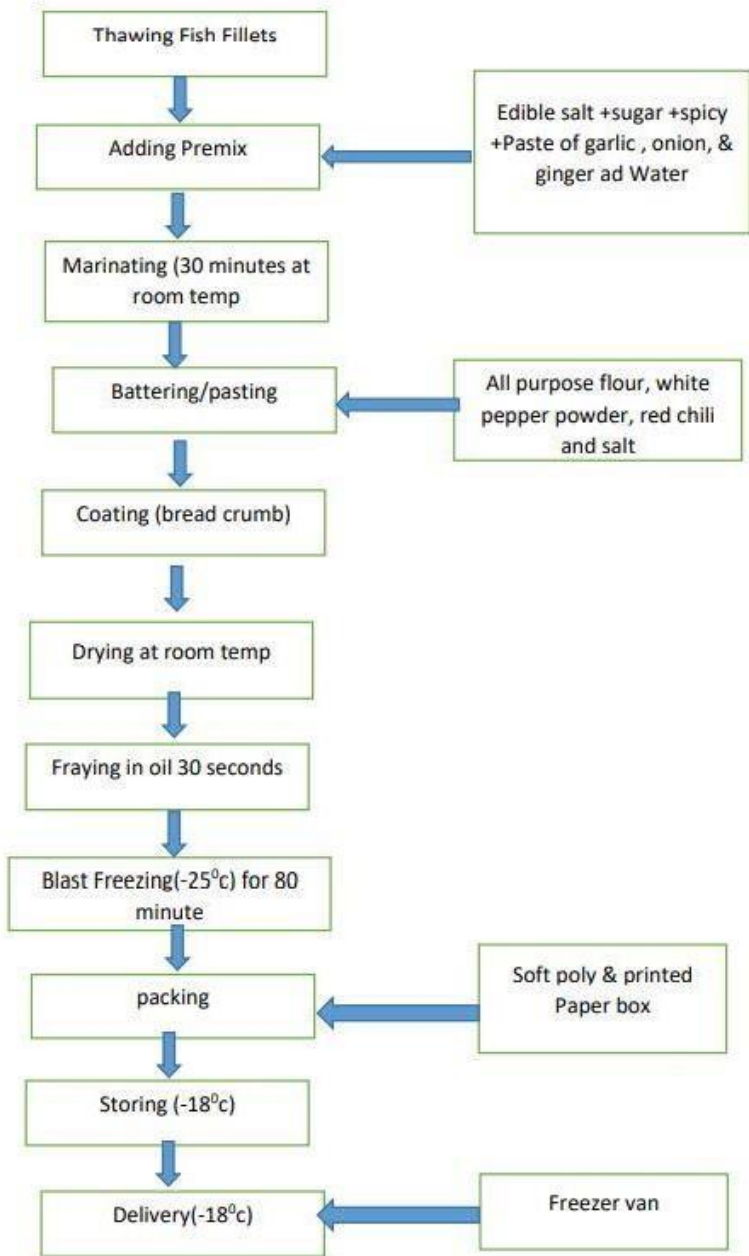 Thawing Fish Fillets
Adding Premix
Edible salt +sugar +spicy
+Paste of garlic , onion, &
ginger ad Water
Marinating (30 minutes at
room temp
Battering/pasting
All purpose flour, white
pepper powder, red chili
and salt
Coating (bread crumb)
Drying at room temp
Fraying in oil 30 seconds
Blast Freezing(-25⁰c) for 80
minute
packing
Soft poly & printed
Paper box
Storing (-18⁰c)
Delivery(-18⁰c)
Freezer van